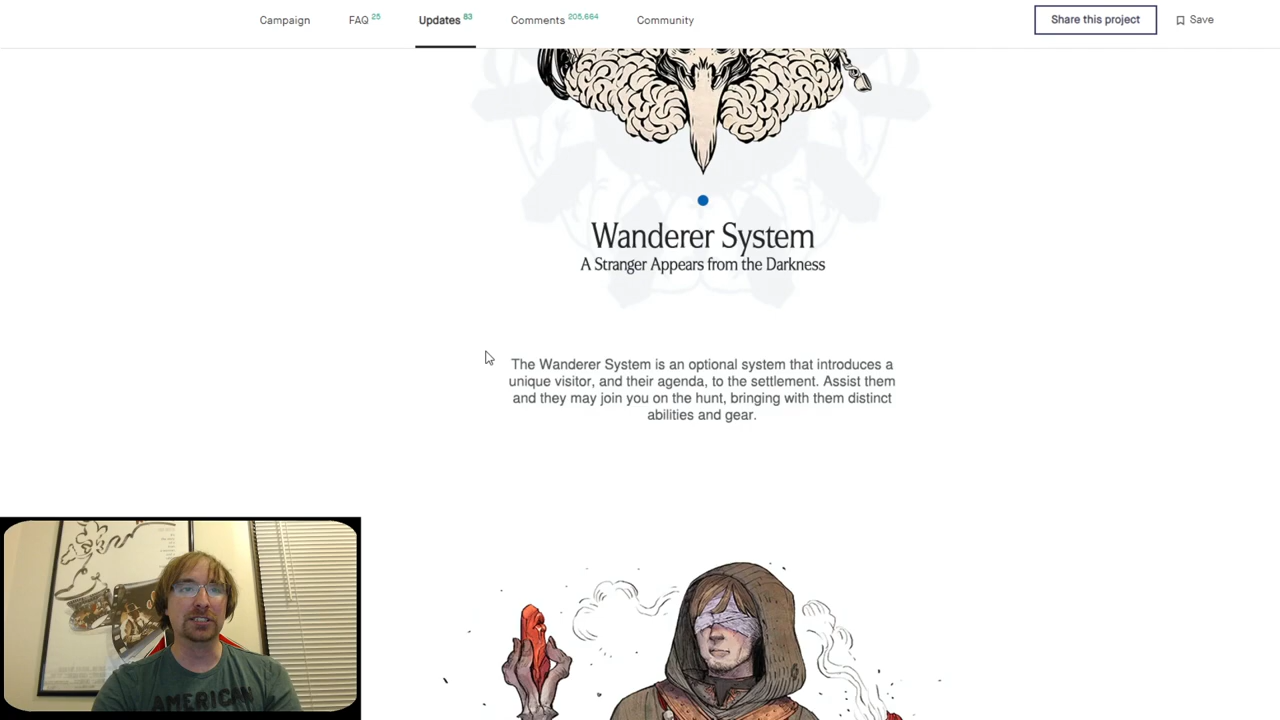 Campaign
FAQ 25
Updates 83
Comments 205,664
Community
Share this project
Save
Wanderer System
A Stranger Appears from the Darkness
The Wanderer System is an optional system that introduces a
unique visitor, and their agenda, to the settlement. Assist them
and they may join you on the hunt, bringing with them distinct
abilities and gear.
AMERICAN